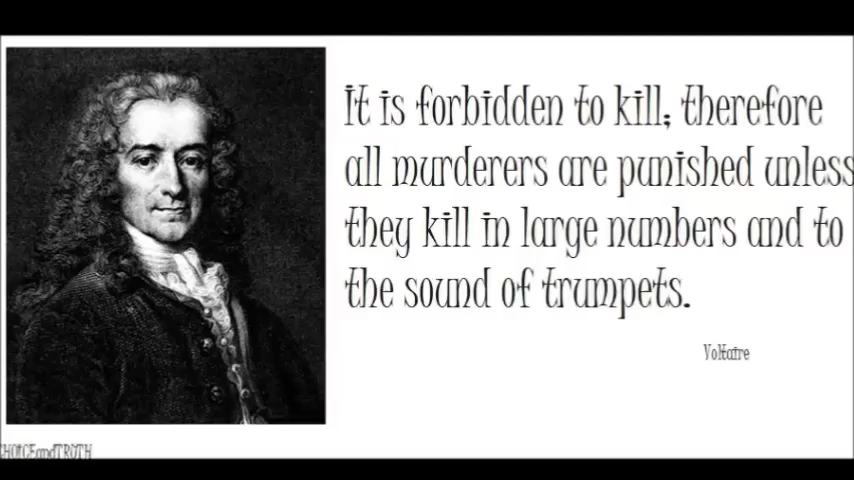 It is forbidden to kill; therefore
all murderers are punished unless
they kill in large numbers and to
the sound of trumpets.
Voltaire
CHOICEandTRUTH